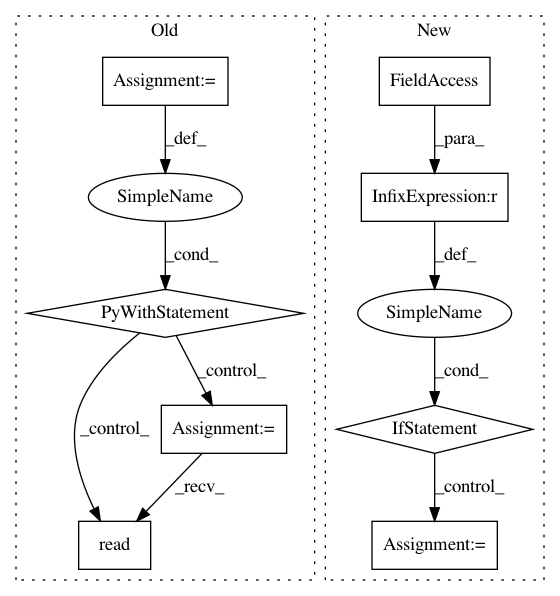 Old
New
Assignment:=
FieldAccess
_def_
_para_
SimpleName
InfixExpression:r
_cond_
_def_
PyWithStatement
SimpleName
_control_
_cond_
_control_
Assignment:=
IfStatement
_recv_
_control_
read
Assignment:=